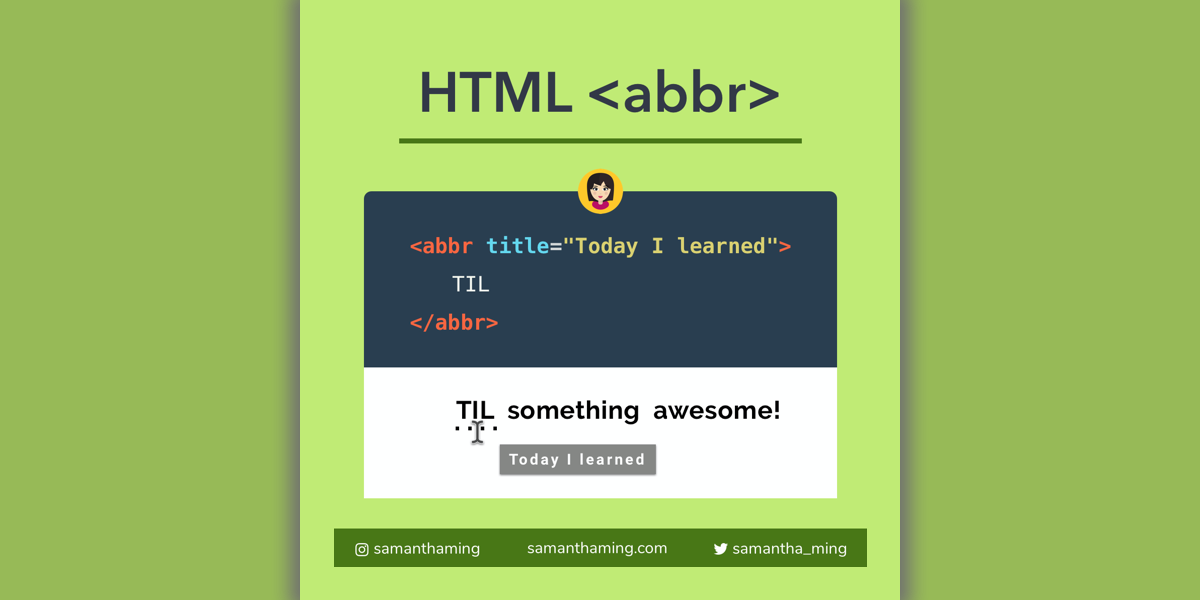 HTML <abbr>
<abbr title="Today I learned">
TIL
</abbr>
TIL something awesome!
Today I learned
samanthaming samanthaming.com samantha_ming